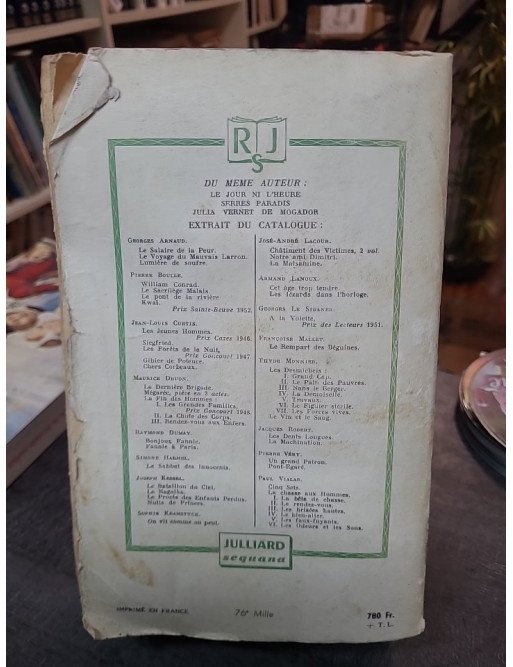 R J
S
DU MEME AUTEUR :
LE JOUR NI L'HEURE
SERRES PARADIS
JULIA VERNET DE MOGADOR
EXTRAIT DU CATALOGUE :
GEORGES ARNAUD.
Le Salaire de la Peur.
Le Voyage du Mauvais Larron.
Lumière de soufre.
PIERRE BOULLE.
William Conrad.
Le Sacrilège Malais
Le pont de la rivière
Kwaï.
Prix Sainte-Beuve 1952.
JEAN-LOUIS CURTIS.
Les Jeunes Hommes.
Prix Cazes 1946.
Siegfried.
Les Forêts de la Nuit.
Prix Goncourt 1947.
Gibier de Potence.
Chers Corbeaux.
MAURICE DRUON.
La Dernière Brigade.
Mégarée, pièce en 3 actes.
La Fin des Hommes :
I. Les Grandes Familles.
Prix Goncourt 1948.
II. La Chute des Corps.
III. Rendez-vous aux Enfers.
RAYMOND DUMAY.
Bonjour, Fannie.
Fannie à Paris.
SIMONE HARNEL.
Le Sabbat des Innocents.
JOSEPH KESSEL.
Le Bataillon du Ciel.
La Nagaïka.
Le Procès des Enfants Perdus.
Nuits de Princes.
SOPHIA
On vit comme on peut.
JOSÉ-ANDRÉ LACOUR.
Châtiment des Victimes, 2 vol.
Notre ami Dimitri.
La Matsamine.
ARMAND LANOUX.
Cet âge trop tendre.
Les lézards dans l'horloge.
GEORGES LE
A la Volette.
Prix des Lecteurs 1951.
FRANÇOISE MALLET.
Le Rempart des Béguines.
THYDE MONNIER.
Les Desmichels :
I. Grand Cap.
II. Le Pain des Pauvres.
III. Nans le Berger.
IV. La Demoiselle.
V. Travaux.
VI. Le Figuier stérile.
VII. Les Forces vives.
Le Vin et le Sang.
JACQUES ROBERT.
Les Dents Longues.
La Machination.
PIERRE VÉRY.
Un grand Patron.
Pont-Égaré.
PAUL VIALAR.
Cinq Sets.
La chasse aux Hommes.
I. La bête de chasse.
II. Le rendez-vous.
III. Les brisées hautes.
IV. Le bien-aller.
V. Les faux-fuyants.
VI. Les Odeurs et les Sons.
JULLIARD
sequana
IMPRIMÉ EN FRANCE
76e Mille
780 Fr.
+ T. L.